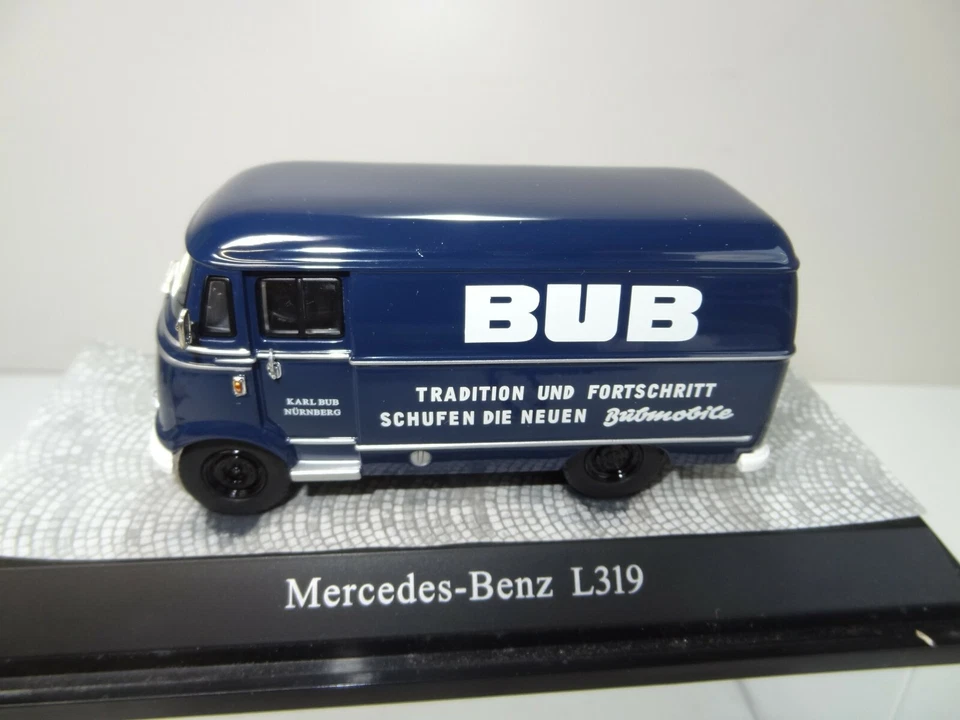 BUB
TRADITION UND FORTSCHRITT
SCHUFEN DIE NEUEN Bubmobile
KARL BUB
NÜRNBERG
Mercedes-Benz L319